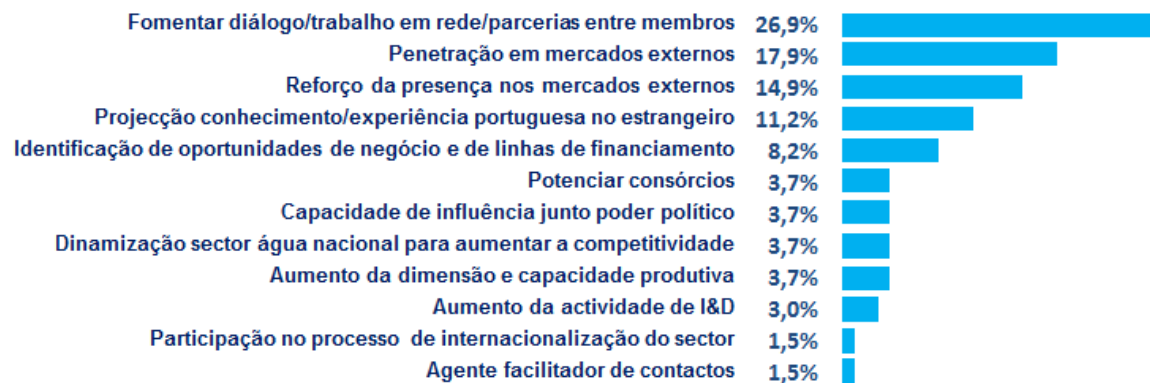 Fomentar diálogo/trabalho em rede/parcerias entre membros 26,9%
Penetração em mercados externos 17,9%
Reforço da presença nos mercados externos 14,9%
Projecção conhecimento/experiência portuguesa no estrangeiro 11,2%
Identificação de oportunidades de negócio e de linhas de financiamento 8,2%
Potenciar consórcios 3,7%
Capacidade de influência junto poder político 3,7%
Dinamização sector água nacional para aumentar a competitividade 3,7%
Aumento da dimensão e capacidade produtiva 3,7%
Aumento da actividade de I&D 3,0%
Participação no processo de internacionalização do sector 1,5%
Agente facilitador de contactos 1,5%